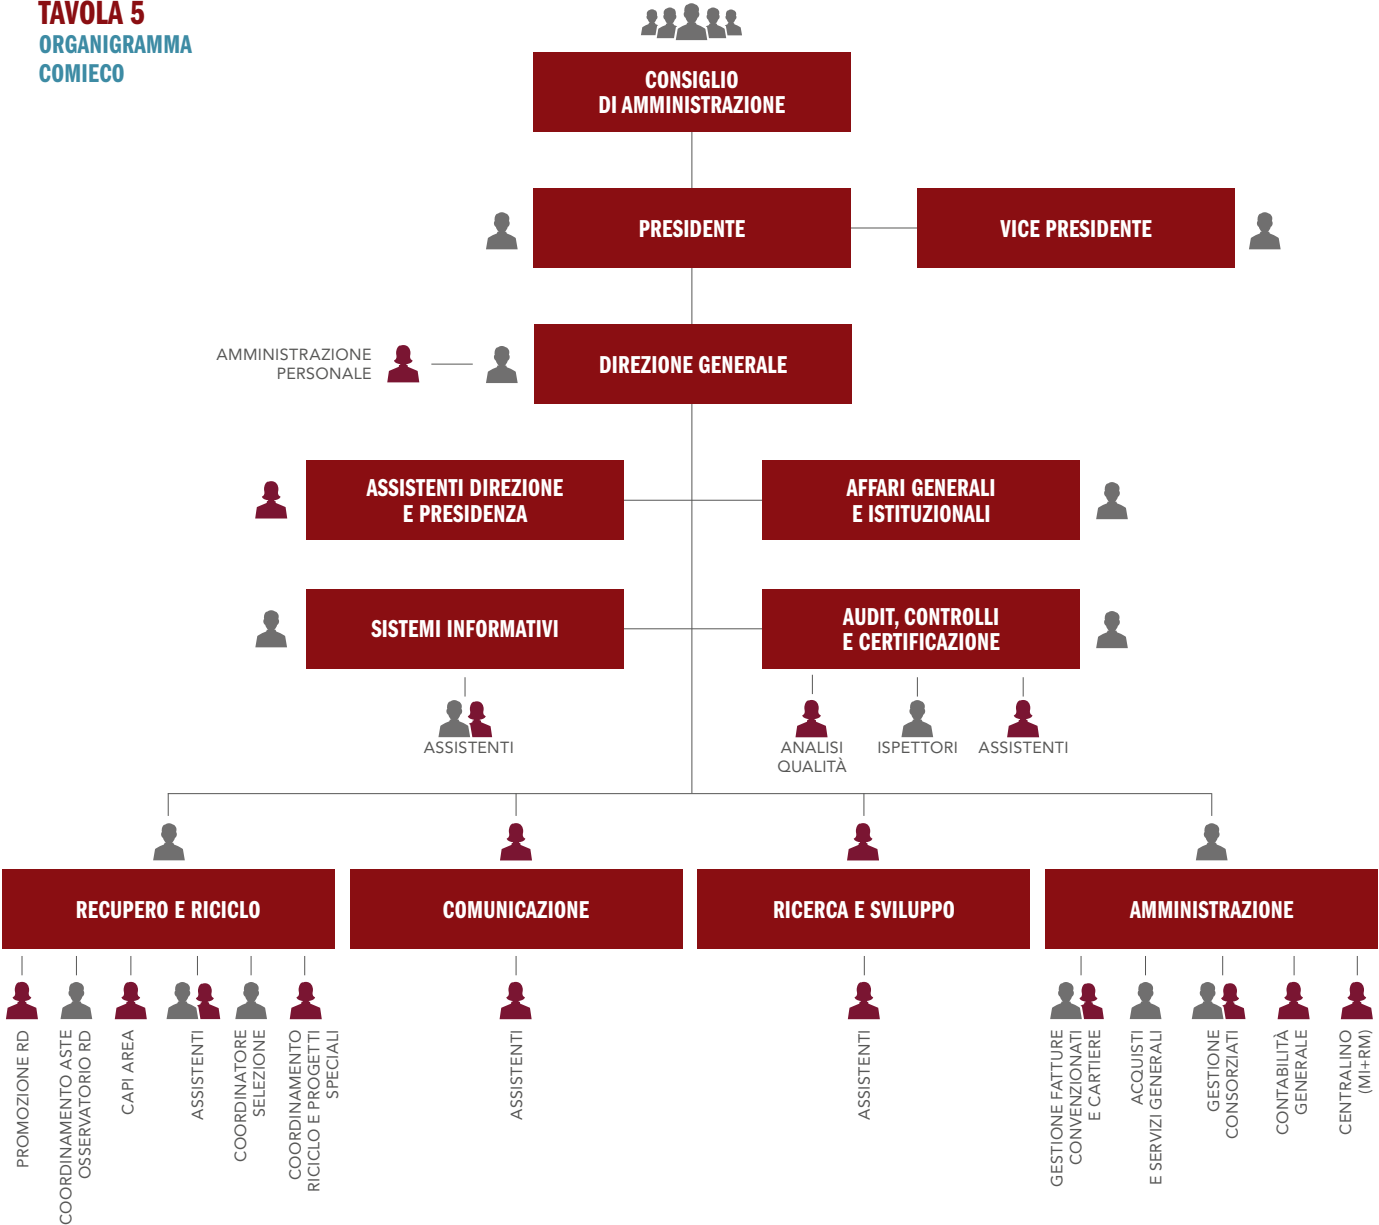 TAVOLA 5
ORGANIGRAMMA
COMIECO
CONSIGLIO
DI AMMINISTRAZIONE
PRESIDENTE
VICE PRESIDENTE
AMMINISTRAZIONE
PERSONALE
DIREZIONE GENERALE
ASSISTENTI DIREZIONE
E PRESIDENZA
AFFARI GENERALI
E ISTITUZIONALI
SISTEMI INFORMATIVI
AUDIT, CONTROLLI
E CERTIFICAZIONE
ASSISTENTI
ANALISI
QUALITÀ
ISPETTORI
ASSISTENTI
RECUPERO E RICICLO
COMUNICAZIONE
RICERCA E SVILUPPO
AMMINISTRAZIONE
PROMOZIONE RD
COORDINAMENTO ASTE
OSSERVATORIO RD
CAPI AREA
ASSISTENTI
COORDINATORE
SELEZIONE
COORDINAMENTO
RICICLO E PROGETTI
SPECIALI
ASSISTENTI
ASSISTENTI
GESTIONE FATTURE
CONVENZIONATI
E CARTIERE
ACQUISTI
E SERVIZI GENERALI
GESTIONE
CONSORZIATI
CONTABILITÀ
GENERALE
CENTRALINO
(MI+RM)